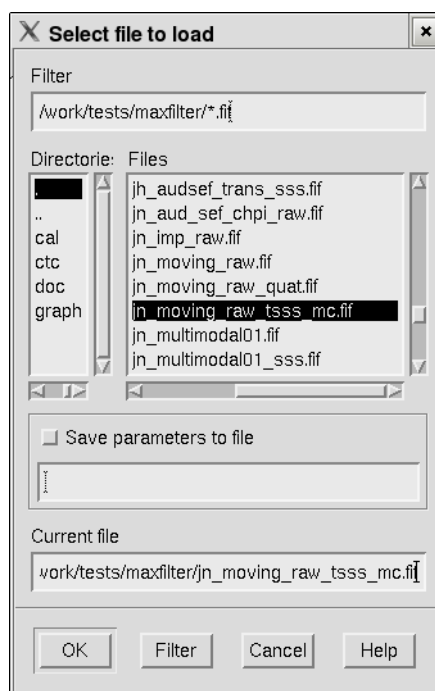 Select file to load
Filter
/work/tests/maxfilter/*.fif
Directories Files
.
..
cal
ctc
doc
graph
jh_audsef_trans_sss.fif
jn_aud_sef_chpi_raw.fif
jn_imp_raw.fif
jn_moving_raw.fif
jn_moving_raw_quat.fif
jn_moving_raw_tsss_mc.fif
jn_multimodal01.fif
jn_multimodal01_sss.fif
Save parameters to file
Current file
work/tests/maxfilter/jn_moving_raw_tsss_mc.fif
OK Filter Cancel Help